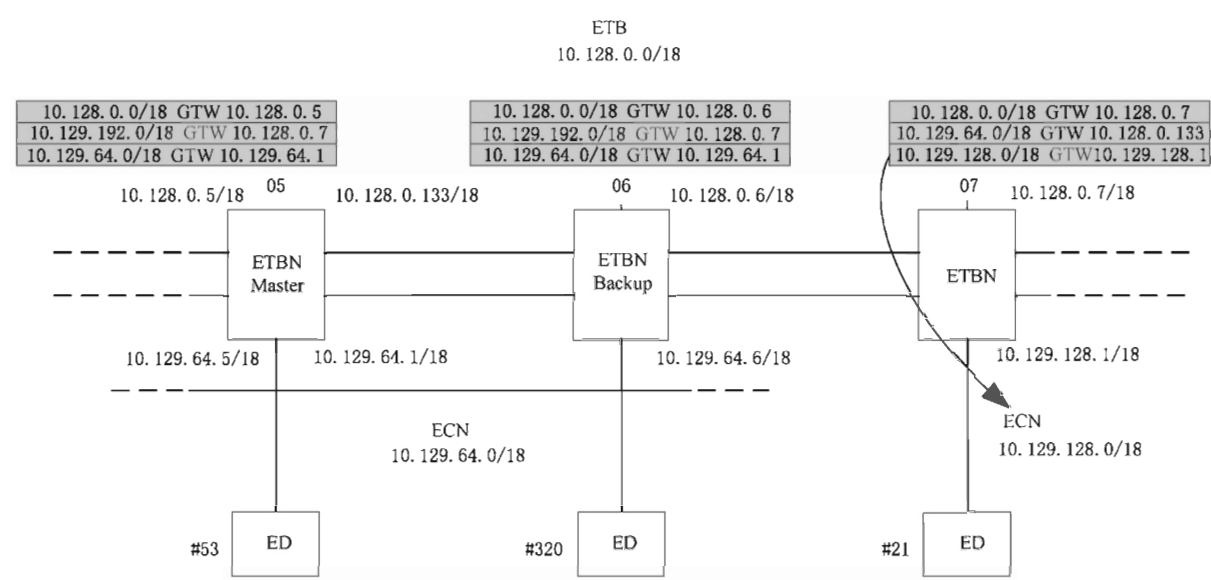 ETB
10.128.0.0/18
10.128.0.0/18 GTW 10.128.0.5
10.129.192.0/18 GTW 10.128.0.7
10.129.64.0/18 GTW 10.129.64.1
10.128.0.0/18 GTW 10.128.0.6
10.129.192.0/18 GTW 10.128.0.7
10.129.64.0/18 GTW 10.129.64.1
10.128.0.0/18 GTW 10.128.0.7
10.129.64.0/18 GTW 10.128.0.133
10.129.128.0/18 GTW10.129.128.1
10.128.0.5/18
05
10.128.0.133/18
06
10.128.0.6/18
07
10.128.0.7/18
ETBN
Master
ETBN
Backup
ETBN
10.129.64.5/18
10.129.64.1/18
10.129.64.6/18
10.129.128.1/18
ECN
10.129.64.0/18
ECN
10.129.128.0/18
#53
ED
#320
ED
#21
ED